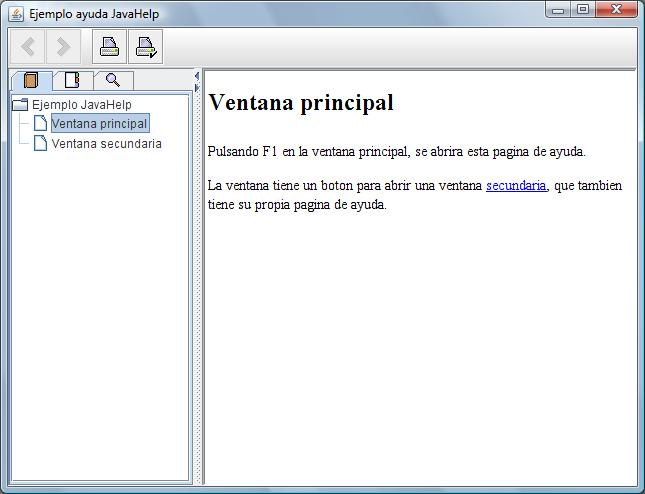 Ejemplo ayuda JavaHelp
Ejemplo JavaHelp
Ventana principal
Ventana secundaria
Ventana principal
Pulsando F1 en la ventana principal, se abrira esta pagina de ayuda.
La ventana tiene un boton para abrir una ventana secundaria, que tambien
tiene su propia pagina de ayuda.